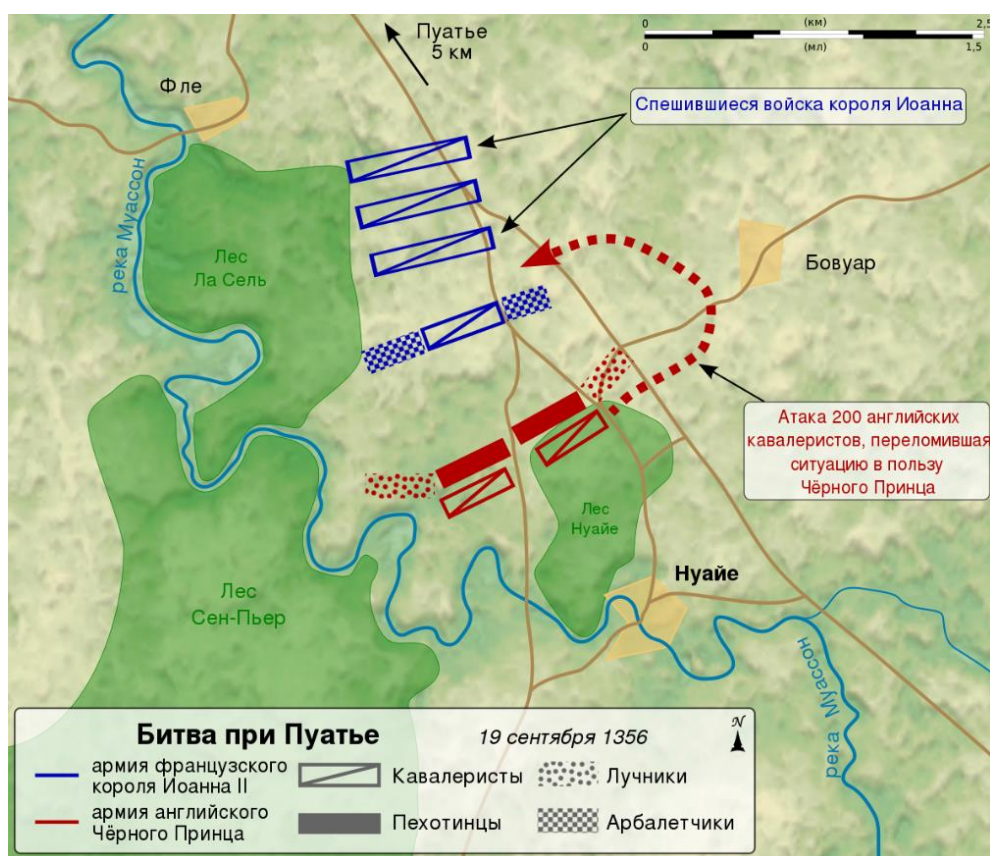 Пуатье
5 км
0
(км)
2,5
0
(мл)
1,5
Фле
Спешившиеся войска короля Иоанна
река Муассон
Лес
Ла Сель
Бовуар
Атака 200 английских
кавалеристов, переломившая
ситуацию в пользу
Чёрного Принца
Лес
Нуайе
Нуайе
Лес
Сен-Пьер
река Муассон
Битва при Пуатье
19 сентября 1356
N
армия французского
короля Иоанна II
Кавалеристы
Лучники
армия английского
Чёрного Принца
Пехотинцы
Арбалетчики